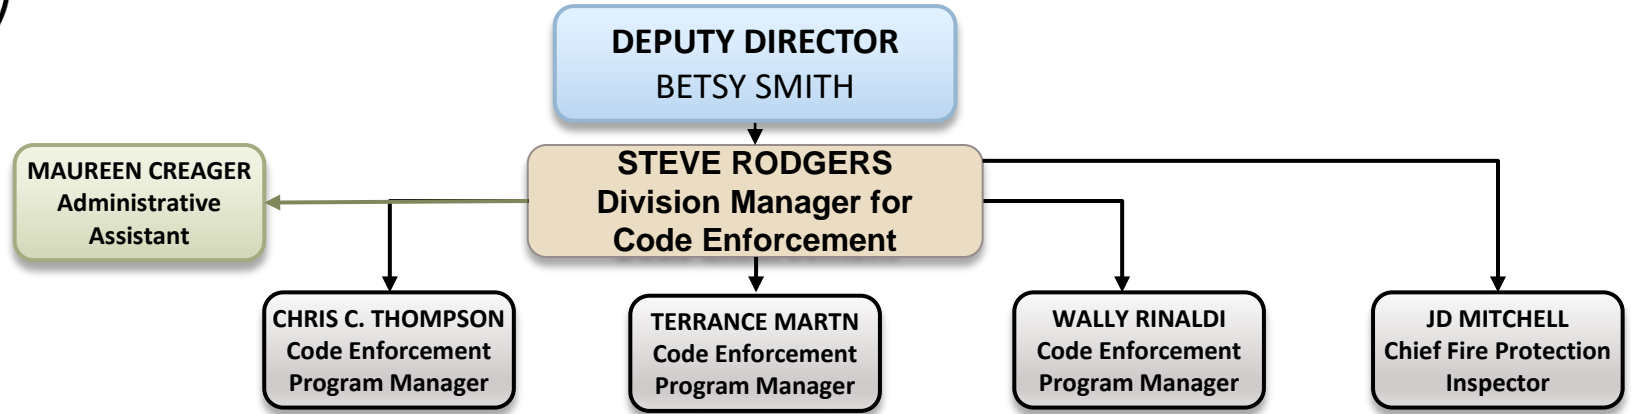 DEPUTY DIRECTOR
BETSY SMITH
MAUREEN CREAGER
Administrative
Assistant
STEVE RODGERS
Division Manager for
Code Enforcement
CHRIS C. THOMPSON
Code Enforcement
Program Manager
TERRANCE MARTN
Code Enforcement
Program Manager
WALLY RINALDI
Code Enforcement
Program Manager
JD MITCHELL
Chief Fire Protection
Inspector